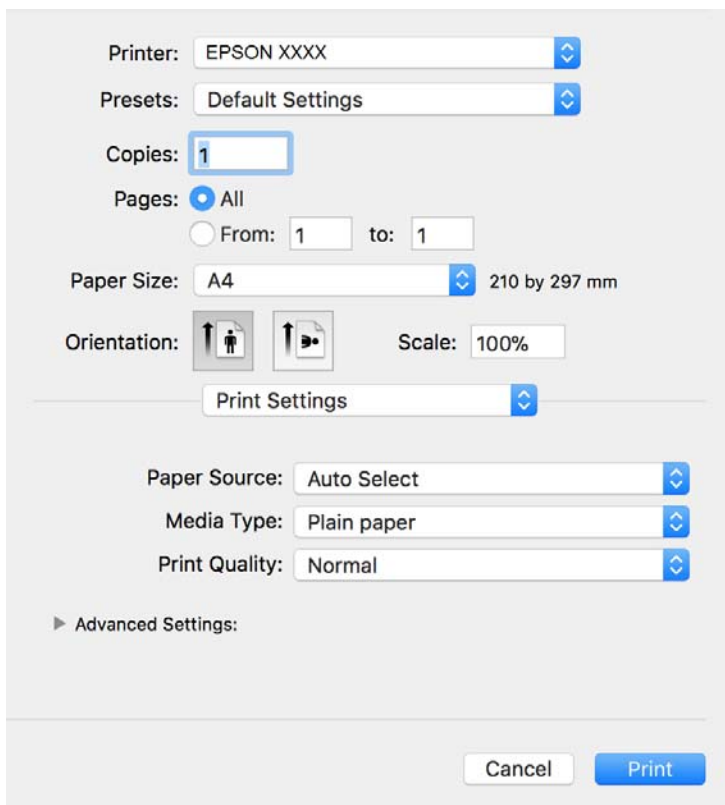 Printer: EPSON XXXX
Presets: Default Settings
Copies: 1
Pages: All
From: 1 to: 1
Paper Size: A4 210 by 297 mm
Orientation: Scale: 100%
Print Settings
Paper Source: Auto Select
Media Type: Plain paper
Print Quality: Normal
Advanced Settings:
Cancel Print